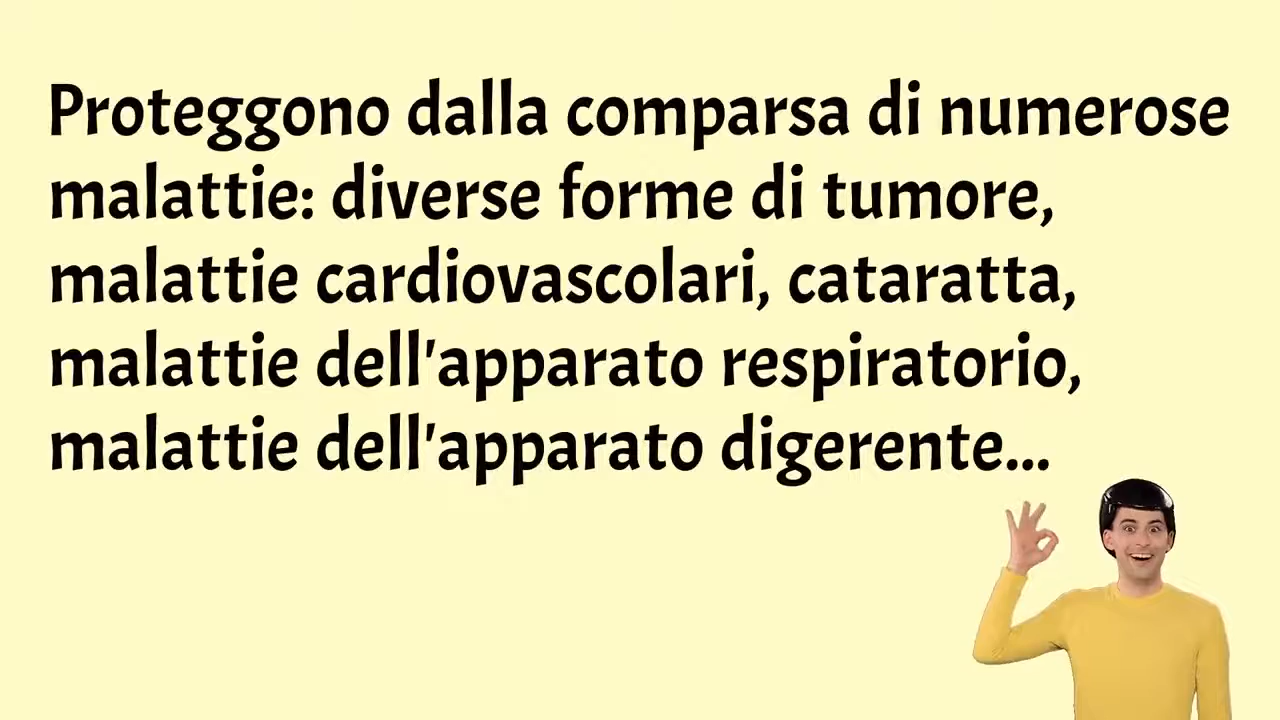 Proteggono dalla comparsa di numerose
malattie: diverse forme di tumore,
malattie cardiovascolari, cataratta,
malattie dell'apparato respiratorio,
malattie dell'apparato digerente...